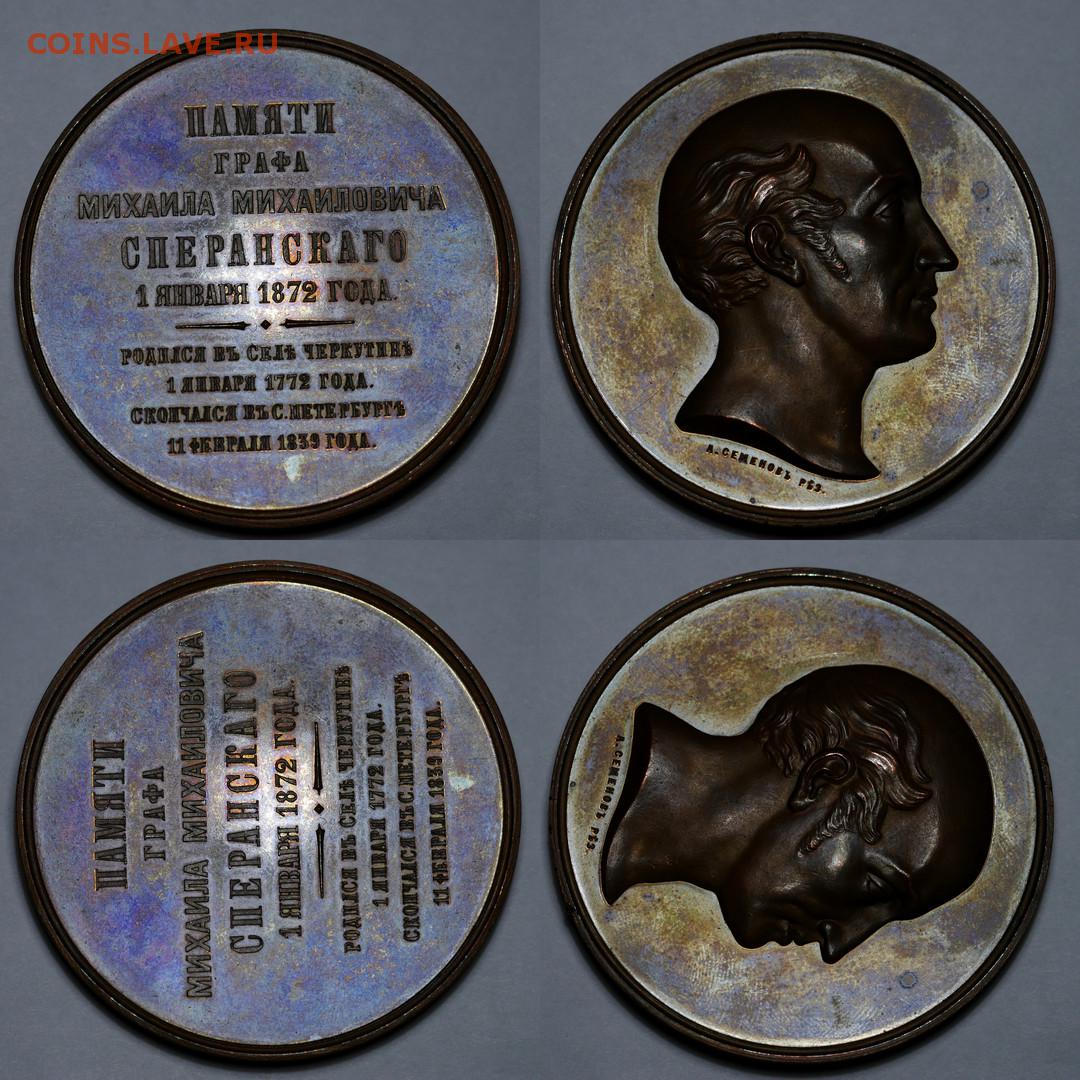 COINS.LAVE.RU
ПАМЯТИ
ГРАФА
МИХАИЛА МИХАИЛОВИЧА
СПЕРАНСКАГО
1 ЯНВАРЯ 1872 ГОДА.
РОДИЛСЯ ВЪ СЕЛѢ ЧЕРКУТИНѢ
1 ЯНВАРЯ 1772 ГОДА.
СКОНЧАЛСЯ ВЪ С. ПЕТЕРБУРГѢ
11 ФЕВРАЛЯ 1839 ГОДА.
А. СЕМЕНОВЪ РѢЗ.
ПАМЯТИ
ГРАФА
МИХАИЛА МИХАИЛОВИЧА
СПЕРАНСКАГО
1 ЯНВАРЯ 1872 ГОДА.
РОДИЛСЯ ВЪ СЕЛѢ ЧЕРКУТИНѢ
1 ЯНВАРЯ 1772 ГОДА.
СКОНЧАЛСЯ ВЪ С. ПЕТЕРБУРГѢ
11 ФЕВРАЛЯ 1839 ГОДА.
А. СЕМЕНОВЪ РѢЗ.